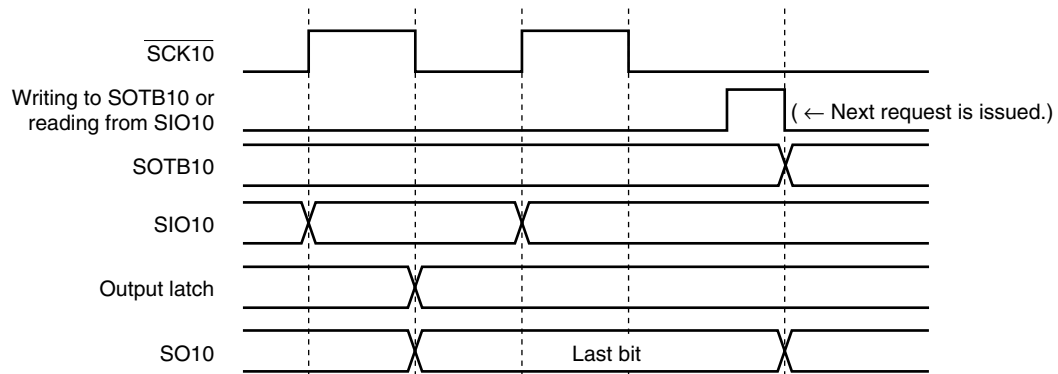 SCK10
Writing to SOTB10 or
reading from SIO10
( ← Next request is issued.)
SOTB10
SIO10
Output latch
SO10
Last bit